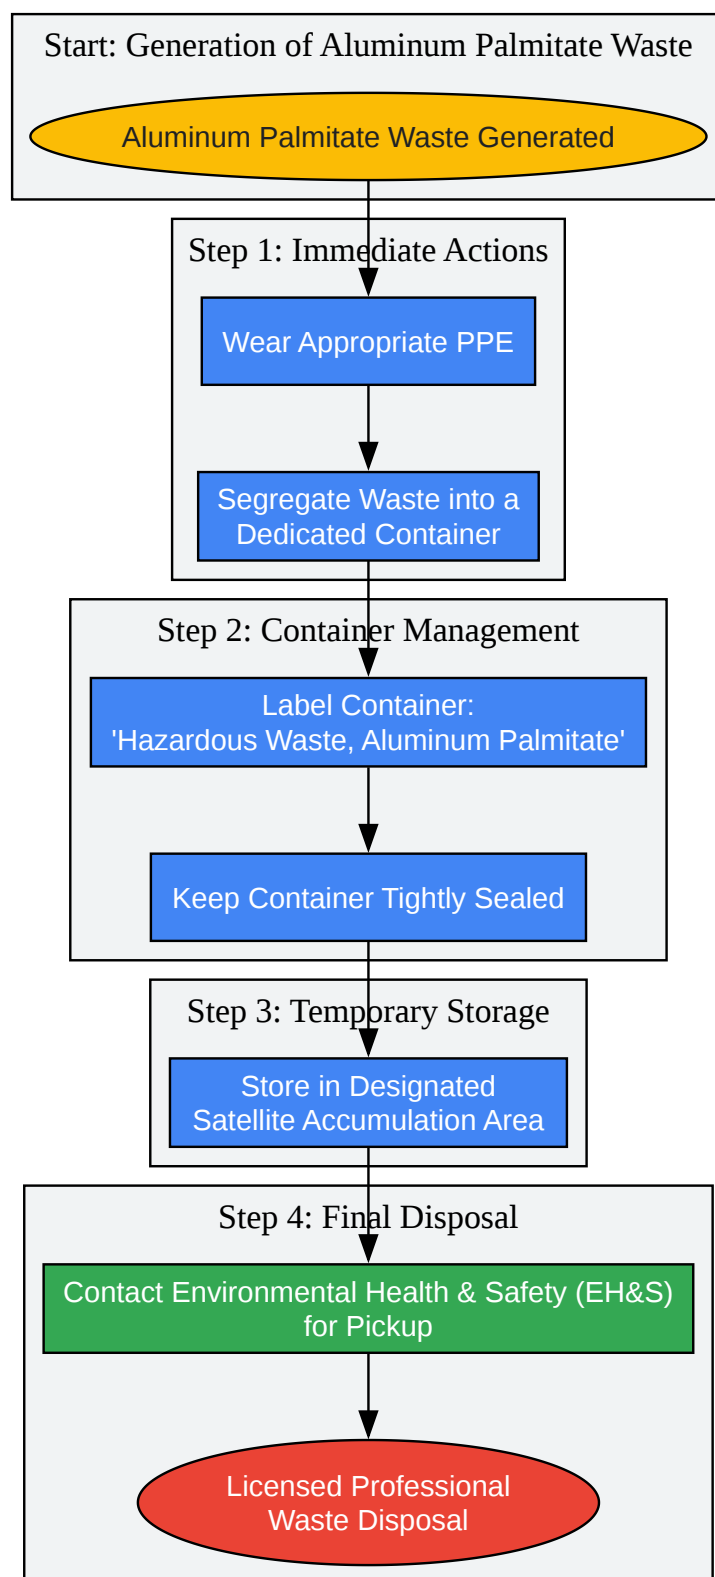 Start: Generation of Aluminum Palmitate Waste
Aluminum Palmitate Waste Generated
Step 1: Immediate Actions
Wear Appropriate PPE
Segregate Waste into a
Dedicated Container
Step 2: Container Management
Label Container:
'Hazardous Waste, Aluminum Palmitate'
Keep Container Tightly Sealed
Step 3: Temporary Storage
Store in Designated
Satellite Accumulation Area
Step 4: Final Disposal
Contact Environmental Health & Safety (EH&S)
for Pickup
Licensed Professional
Waste Disposal